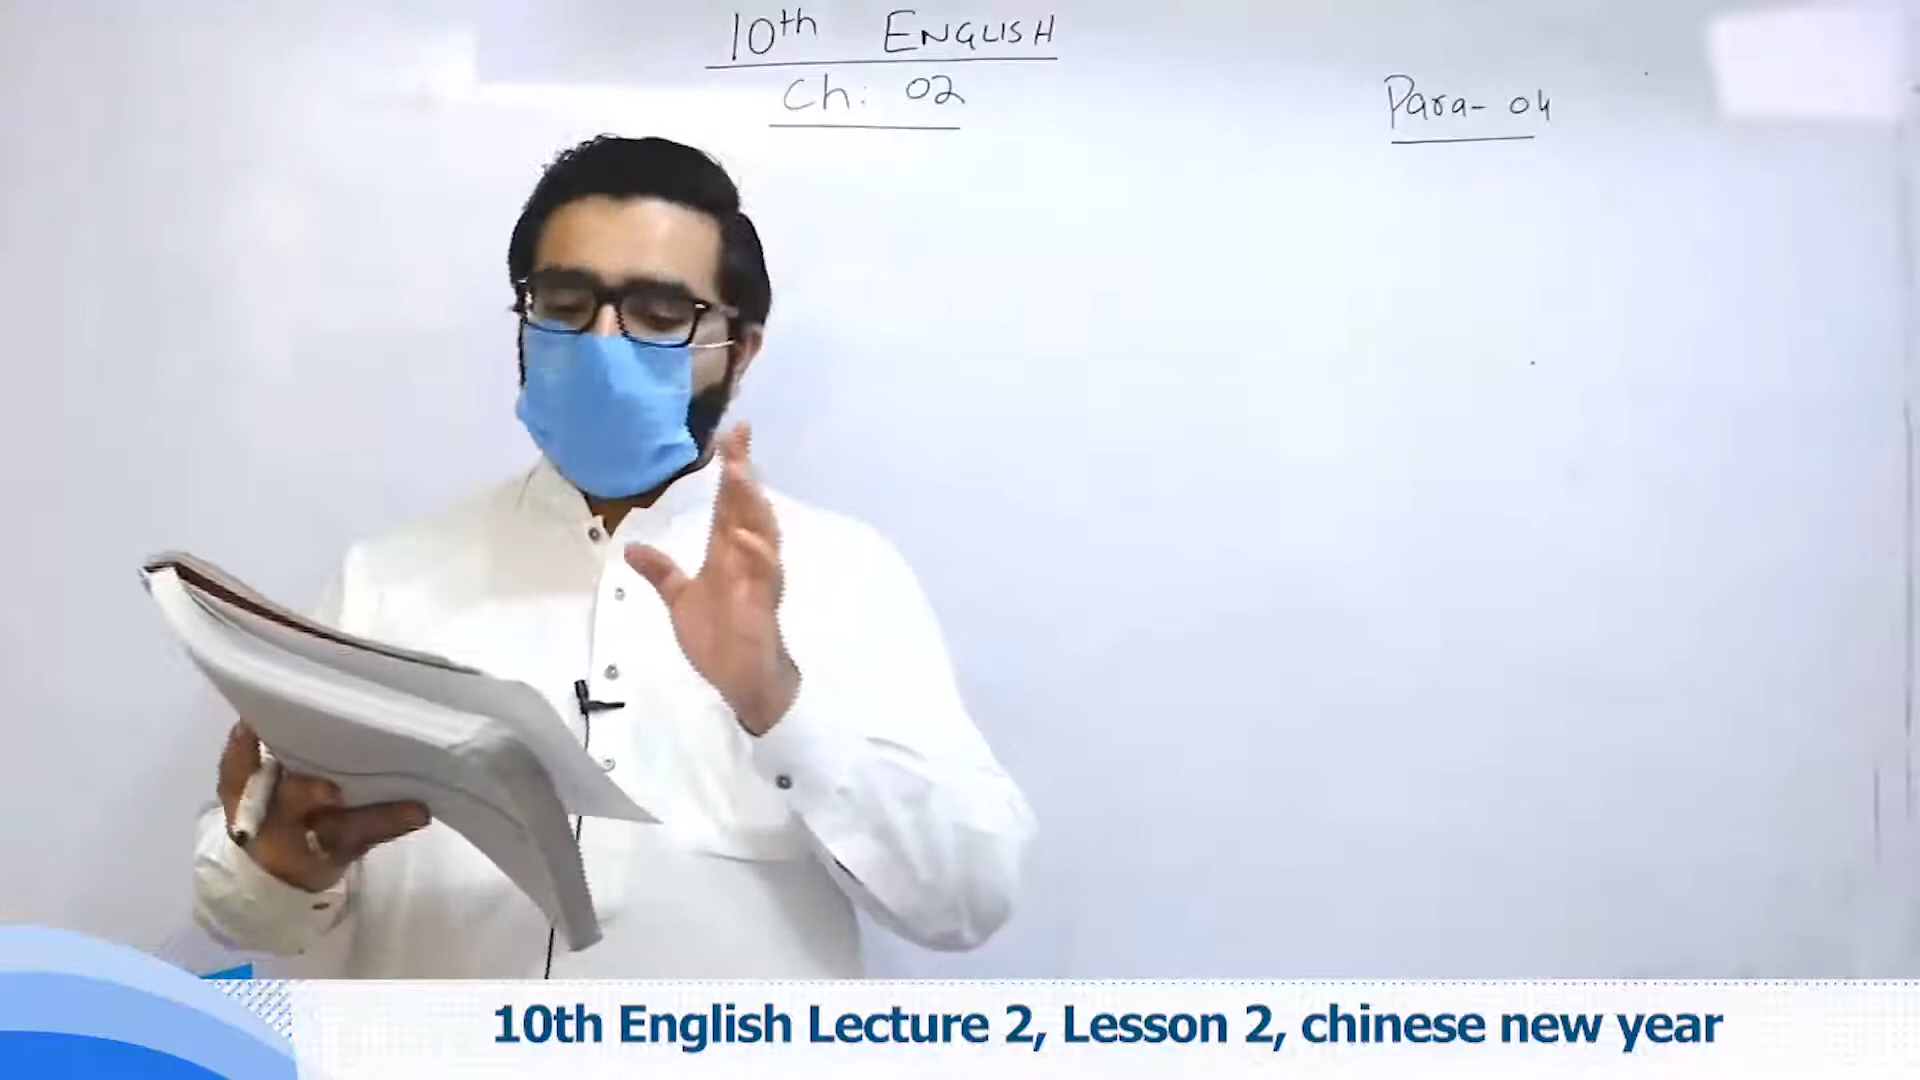 10th ENGLISH
Ch: 02
Para- 04
10th English Lecture 2, Lesson 2, chinese new year